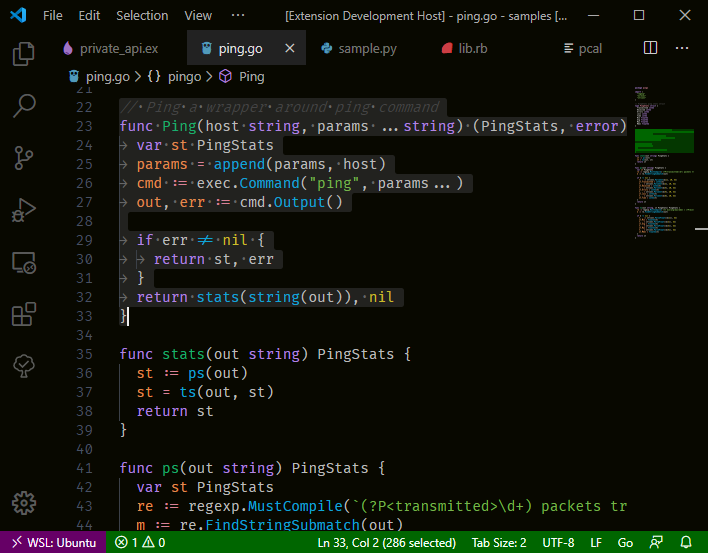 File Edit Selection View ··· [Extension Development Host] - ping.go - samples [...
private_api.ex ping.go sample.py lib.rb pcal ···
ping.go > {} pingo > Ping
21
22 // Ping a wrapper around ping command
23 func Ping(host string, params ...string) (PingStats, error)
24 var st PingStats
25 params = append(params, host)
26 cmd := exec.Command("ping", params...)
27 out, err := cmd.Output()
28
29 if err != nil {
30 return st, err
31 }
32 return stats(string(out)), nil
33 }
34
35 func stats(out string) PingStats {
36 st := ps(out)
37 st = ts(out, st)
38 return st
39 }
40
41 func ps(out string) PingStats {
42 var st PingStats
43 re := regexp.MustCompile(`(?P<transmitted>\d+) packets tr
44 m := re.FindStringSubmatch(out)
WSL: Ubuntu 1 0 Ln 33, Col 2 (286 selected) Tab Size: 2 UTF-8 LF Go